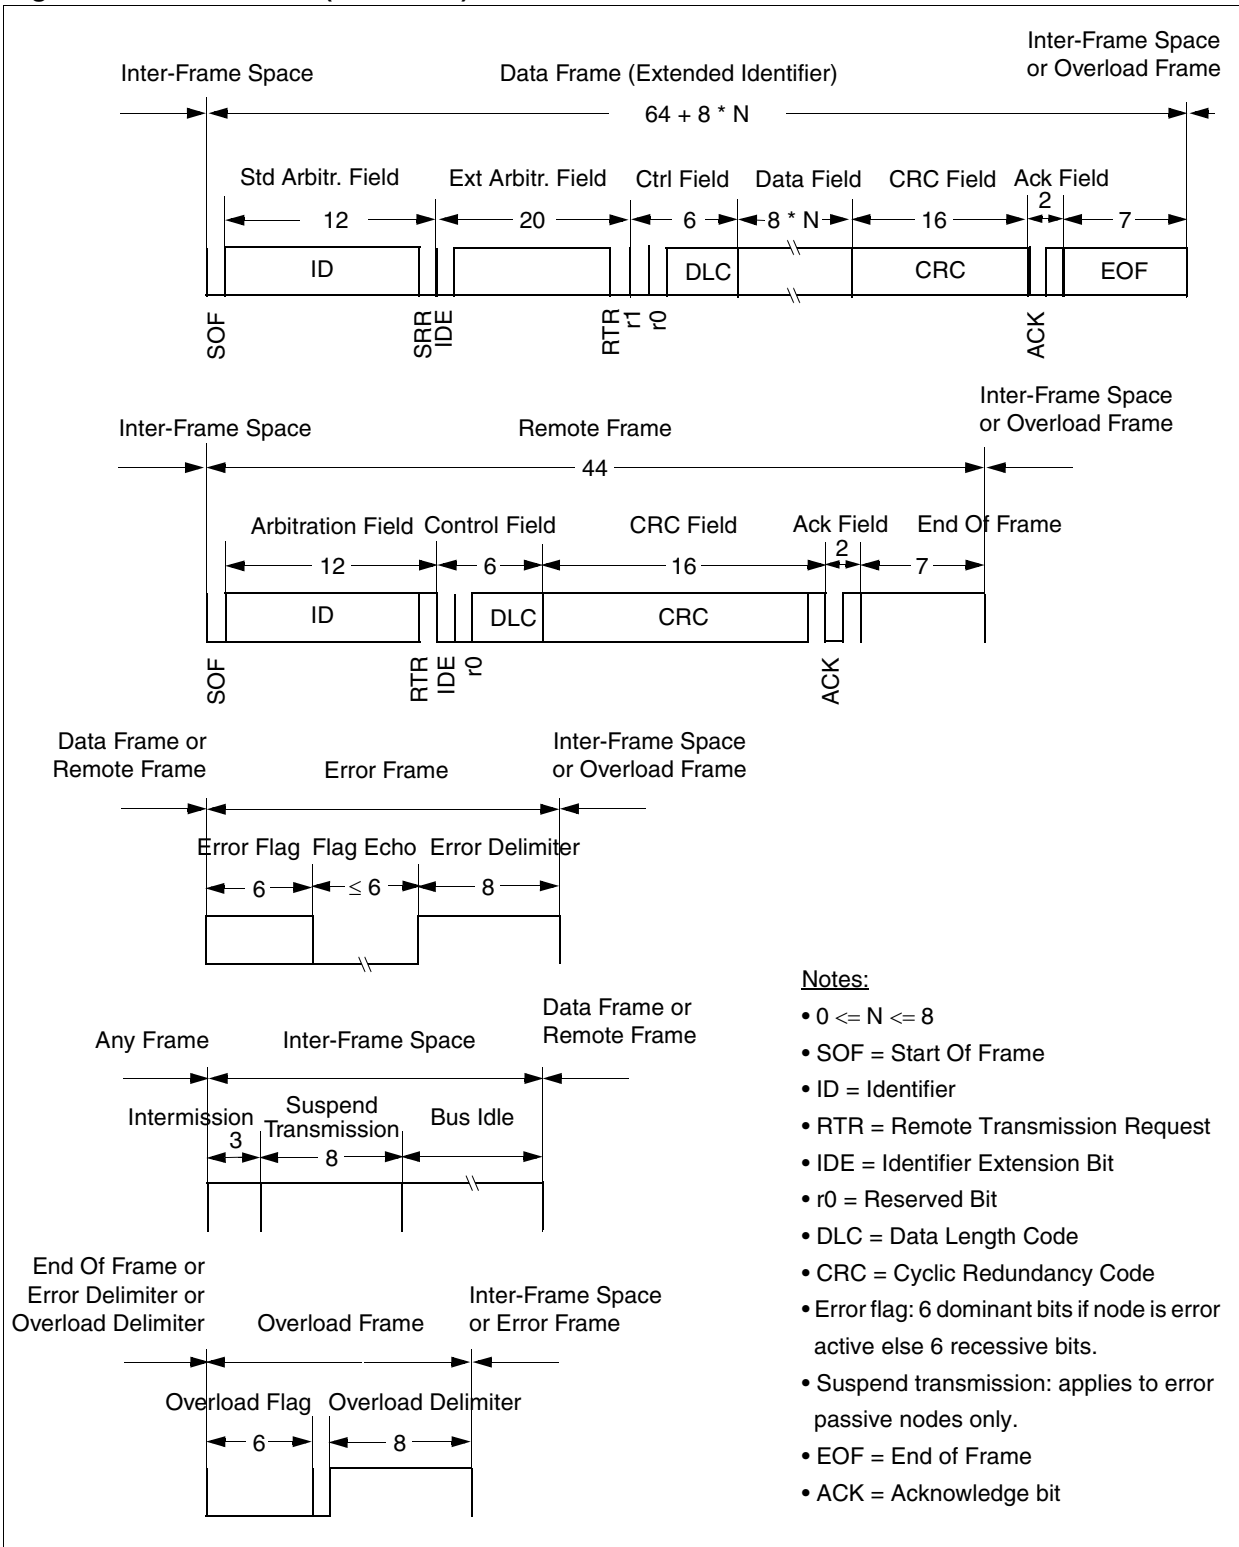 Inter-Frame Space
or Overload Frame
Inter-Frame Space
Data Frame (Extended Identifier)
64 + 8 * N
Std Arbitr. Field
Ext Arbitr. Field
Ctrl Field
Data Field
CRC Field
Ack Field
12
20
6
8 * N
16
2
7
ID
DLC
CRC
EOF
SOF
SRR
IDE
RTR
r1
r0
ACK
Inter-Frame Space
or Overload Frame
Inter-Frame Space
Remote Frame
44
Arbitration Field
Control Field
CRC Field
Ack Field
End Of Frame
12
6
16
2
7
ID
DLC
CRC
SOF
RTR
IDE
r0
ACK
Data Frame or
Remote Frame
Error Frame
Inter-Frame Space
or Overload Frame
Error Flag
Flag Echo
Error Delimiter
6
≤ 6
8
Any Frame
Inter-Frame Space
Data Frame or
Remote Frame
Intermission
Suspend
Transmission
Bus Idle
3
8
End Of Frame or
Error Delimiter or
Overload Delimiter
Overload Frame
Inter-Frame Space
or Error Frame
Overload Flag
Overload Delimiter
6
8
Notes:
• 0 <= N <= 8
• SOF = Start Of Frame
• ID = Identifier
• RTR = Remote Transmission Request
• IDE = Identifier Extension Bit
• r0 = Reserved Bit
• DLC = Data Length Code
• CRC = Cyclic Redundancy Code
• Error flag: 6 dominant bits if node is error
active else 6 recessive bits.
• Suspend transmission: applies to error
passive nodes only.
• EOF = End of Frame
• ACK = Acknowledge bit